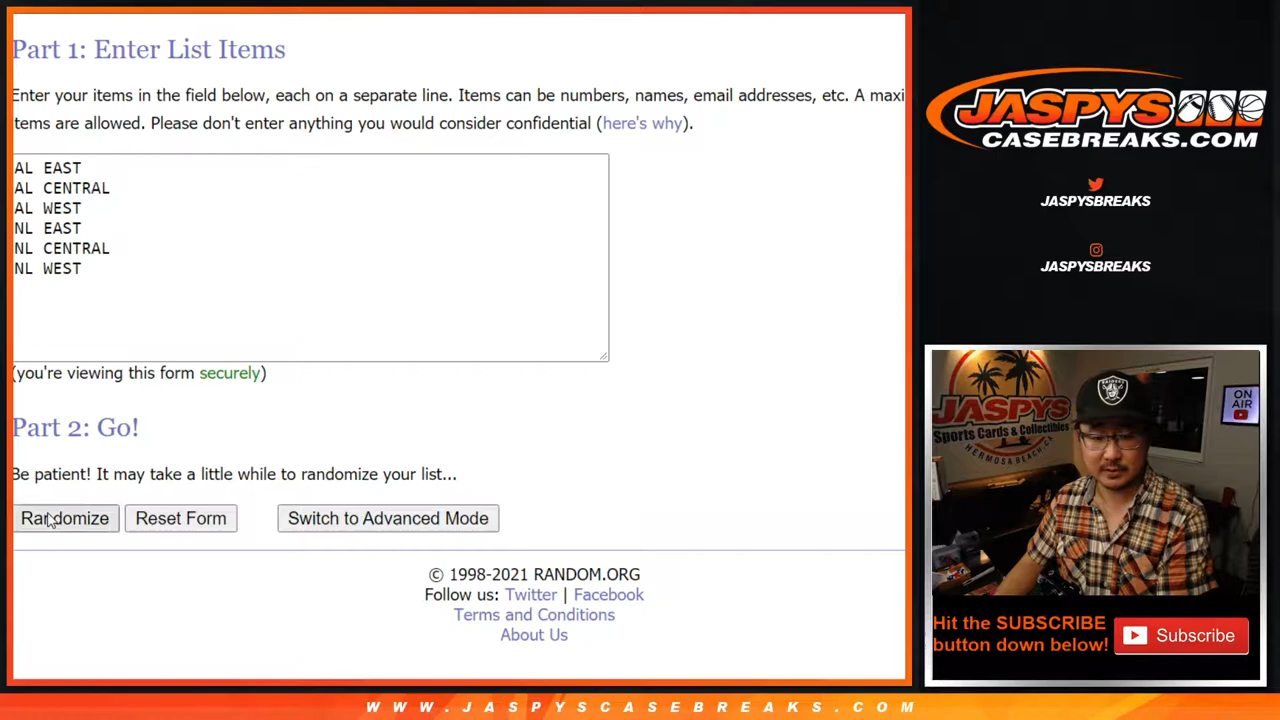 Part 1: Enter List Items
Enter your items in the field below, each on a separate line. Items can be numbers, names, email addresses, etc. A maxi
tems are allowed. Please don't enter anything you would consider confidential (here's why).
AL EAST
AL CENTRAL
AL WEST
NL EAST
NL CENTRAL
NL WEST
(you're viewing this form securely)
Part 2: Go!
Be patient! It may take a little while to randomize your list...
Randomize
Reset Form
Switch to Advanced Mode
© 1998-2021 RANDOM.ORG
Follow us: Twitter | Facebook
Terms and Conditions
About Us
JASPYS
CASEBREAKS.COM
JASPYSBREAKS
JASPYSBREAKS
JASPYS
Sports Cards & Collectibles
HERMOSA BEACH, CA
RAIDERS
ON
AIR
Hit the SUBSCRIBE
button down below!
Subscribe
WWW.JASPYSCASEBREAKS.COM